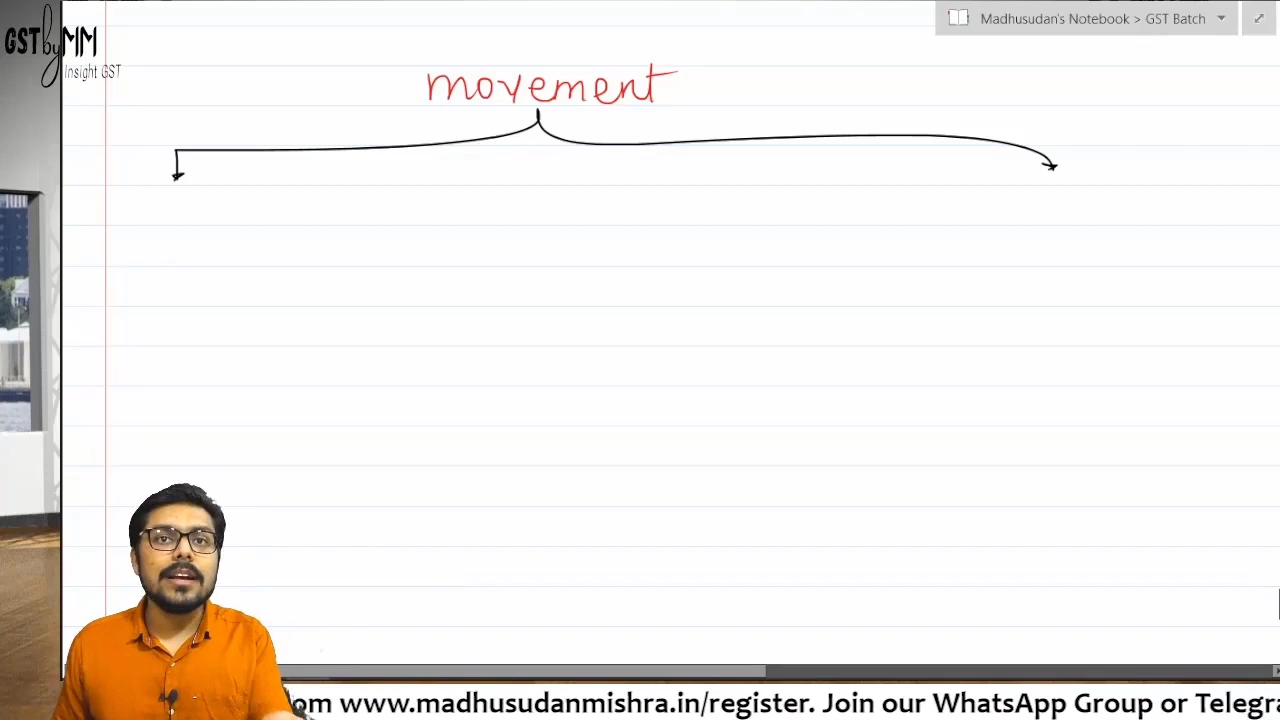 GST by MM
Insight GST
Madhusudan's Notebook > GST Batch
movement
om www.madhusudanmishra.in/register. Join our WhatsApp Group or Telegra